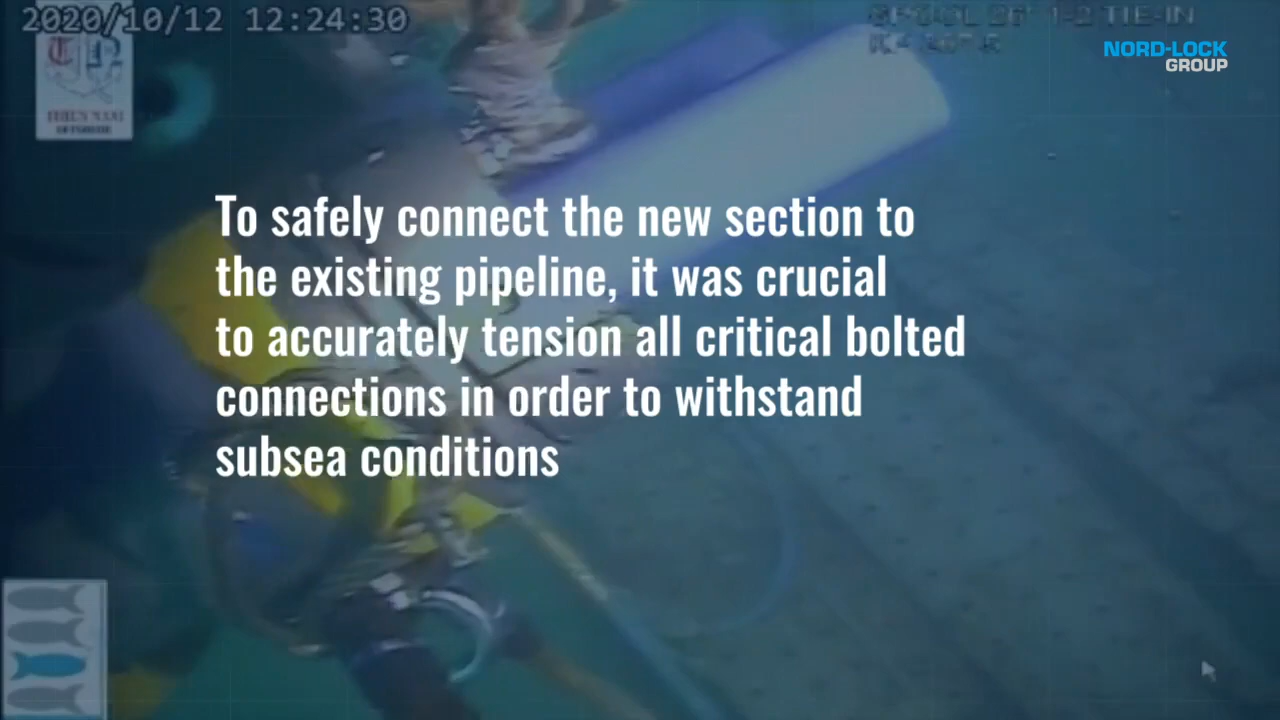 2020/10/12 12:24:30
NORD-LOCK
GROUP
To safely connect the new section to
the existing pipeline, it was crucial
to accurately tension all critical bolted
connections in order to withstand
subsea conditions